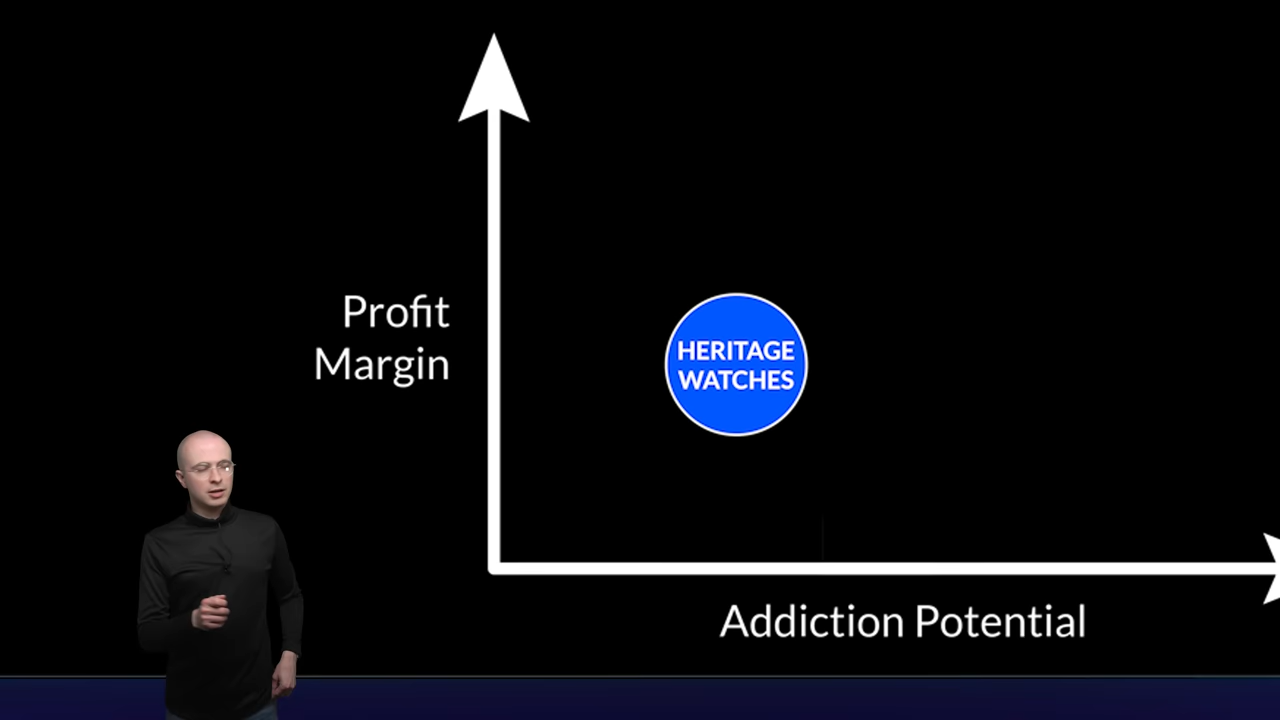 Profit
Margin
HERITAGE
WATCHES
Addiction Potential